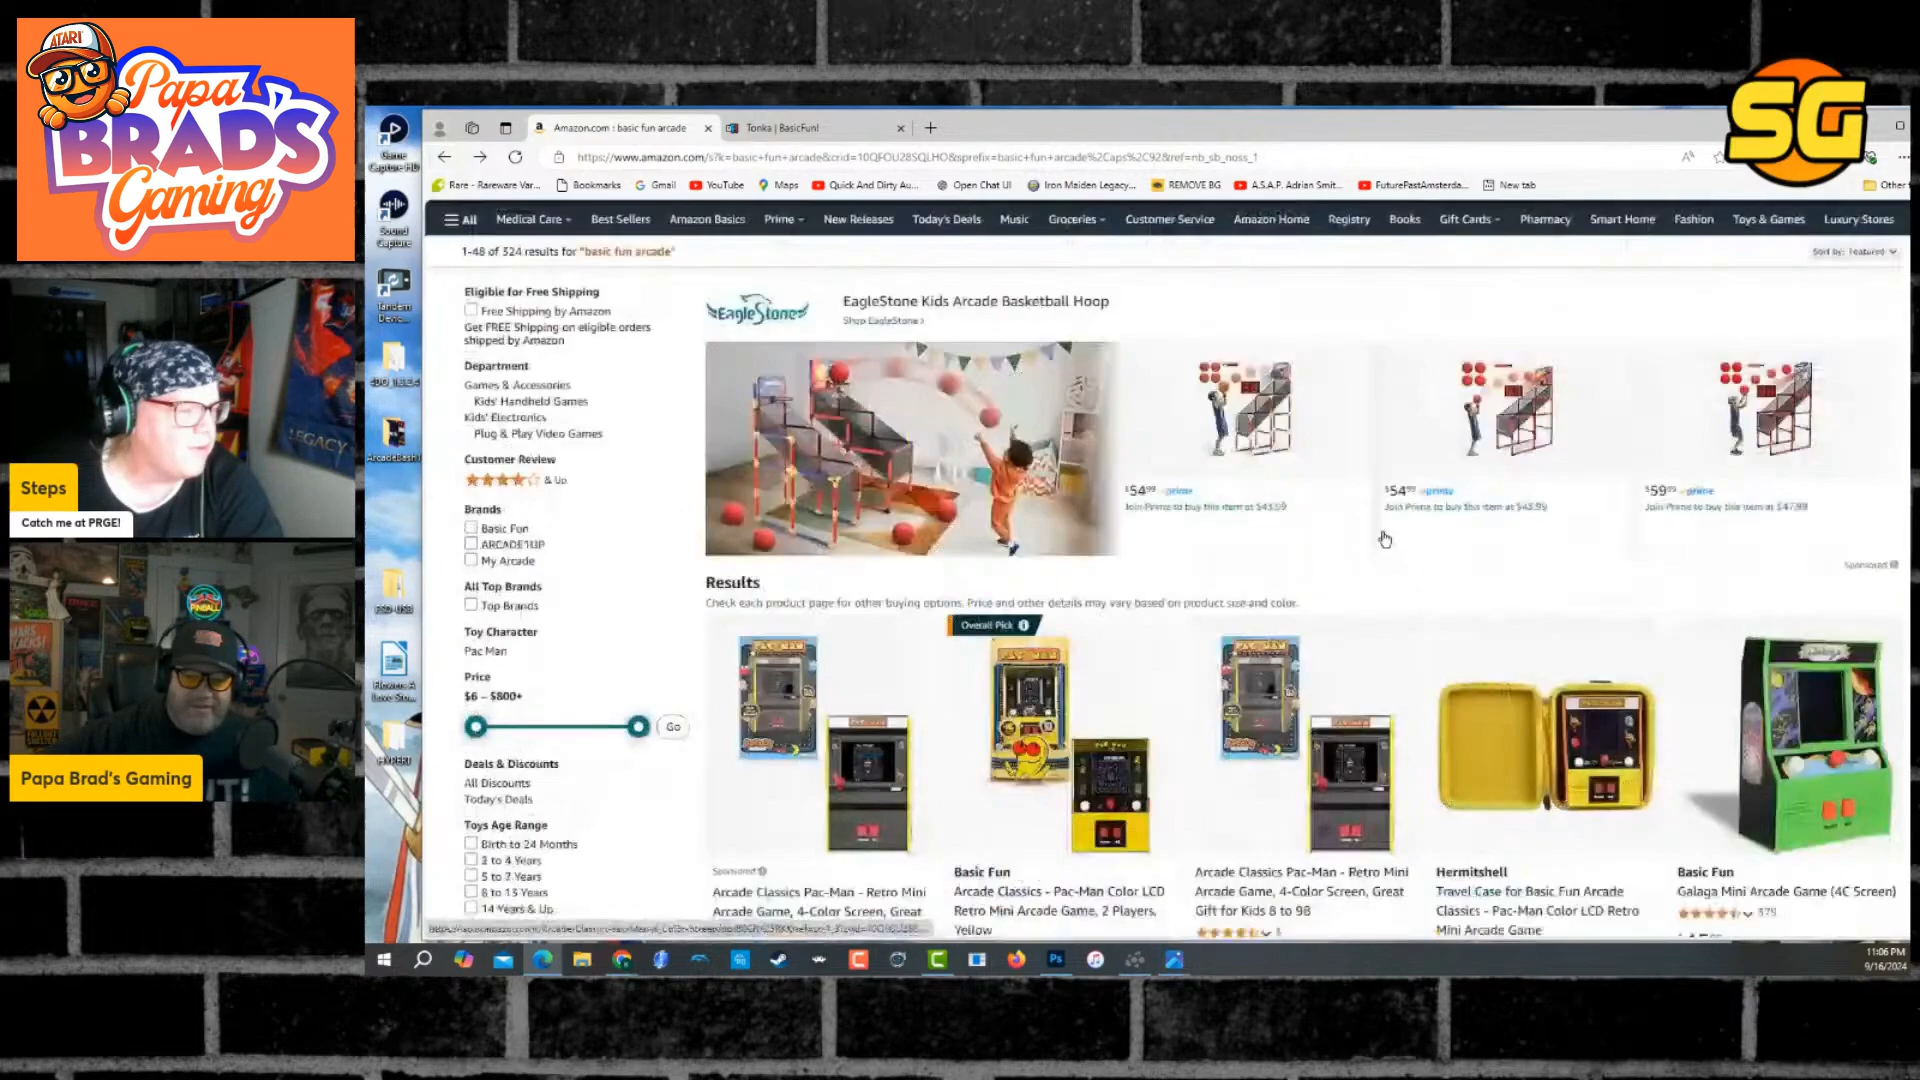 ATARI
Papa
BRAD'S
Gaming
SG
LEGACY
Steps
Catch me at PRGE!
PINBALL
MARS
FALLOUT
SHELTER
Papa Brad's Gaming
Game
Capture HD
Sound
Capture
Tandem
Amazon.com : basic fun arcade
Tonka | BasicFun!
https://www.amazon.com/s?k=basic+fun+arcade&crid=10QFOU28SQLHO&sprefix=basic+fun+arcade%2Caps%2C92&ref=nb_sb_noss_1
Rare - Rareware Var...
Bookmarks
Gmail
YouTube
Maps
Quick And Dirty Au...
Open Chat UI
Iron Maiden Legacy...
REMOVE BG
A.S.A.P. Adrian Smit...
FuturePastAmsterda...
New tab
Other
All Medical Care Best Sellers Amazon Basics Prime New Releases Today's Deals Music Groceries Customer Service Amazon Home Registry Books Gift Cards Pharmacy Smart Home Fashion Toys & Games Luxury Stores
1-48 of 324 results for "basic fun arcade"
Sort by: Featured
Eligible for Free Shipping
Free Shipping by Amazon
Get FREE Shipping on eligible orders
shipped by Amazon
Department
Games & Accessories
Kids' Handheld Games
Kids' Electronics
Plug & Play Video Games
Customer Review
& Up
Brands
Basic Fun
ARCADE1UP
My Arcade
All Top Brands
Top Brands
Toy Character
Pac Man
Price
$6 – $800+
Go
Deals & Discounts
All Discounts
Today's Deals
Toys Age Range
Birth to 24 Months
2 to 4 Years
5 to 7 Years
8 to 13 Years
14 Years & Up
EagleStone
EagleStone Kids Arcade Basketball Hoop
Shop EagleStone
$54.99 prime
Join Prime to buy this item at $43.99
$54.99 prime
Join Prime to buy this item at $43.99
$59.99 prime
Join Prime to buy this item at $47.99
Sponsored
Results
Check each product page for other buying options. Price and other details may vary based on product size and color.
Overall Pick
Sponsored
Arcade Classics Pac-Man - Retro Mini
Arcade Game, 4-Color Screen, Great
Basic Fun
Arcade Classics - Pac-Man Color LCD
Retro Mini Arcade Game, 2 Players,
Yellow
Arcade Classics Pac-Man - Retro Mini
Arcade Game, 4-Color Screen, Great
Gift for Kids 8 to 98
Hermitshell
Travel Case for Basic Fun Arcade
Classics - Pac-Man Color LCD Retro
Mini Arcade Game
Basic Fun
Galaga Mini Arcade Game (4C Screen)
379
11:06 PM
9/16/2024